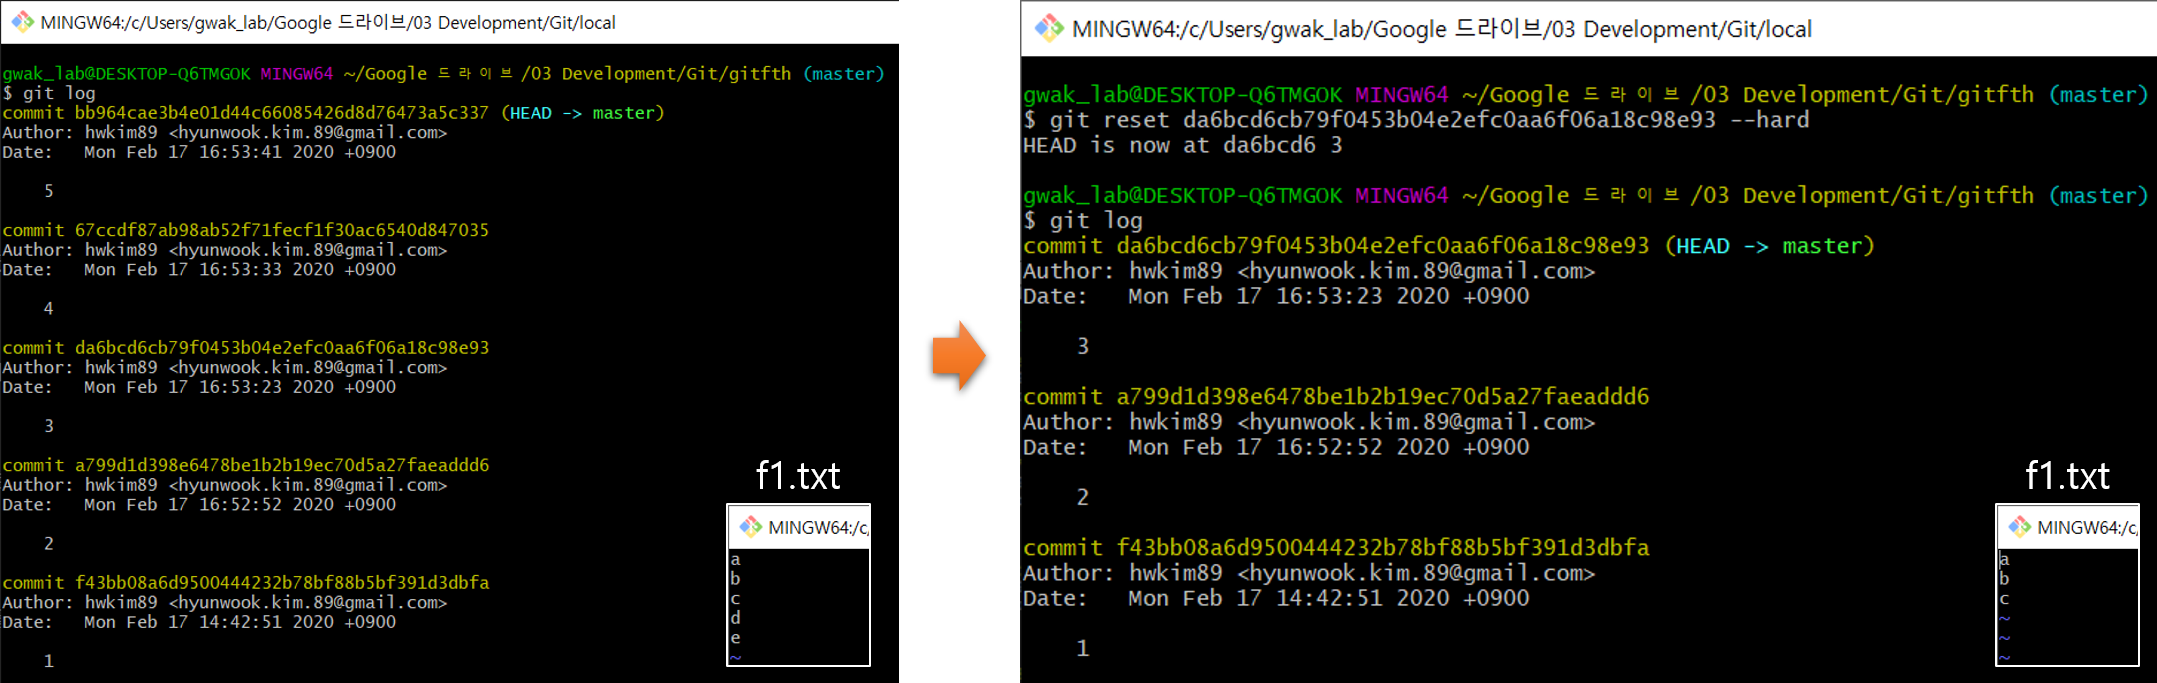 MINGW64:/c/Users/gwak_lab/Google 드라이브/03 Development/Git/local
gwak_lab@DESKTOP-Q6TMGOK MINGW64 ~/Google 드라이브/03 Development/Git/gitfth (master)
$ git log
commit bb964cae3b4e01d44c66085426d8d76473a5c337 (HEAD -> master)
Author: hwkim89 <hyunwook.kim.89@gmail.com>
Date:   Mon Feb 17 16:53:41 2020 +0900
5
commit 67ccdf87ab98ab52f71fecf1f30ac6540d847035
Author: hwkim89 <hyunwook.kim.89@gmail.com>
Date:   Mon Feb 17 16:53:33 2020 +0900
4
commit da6bcd6cb79f0453b04e2efc0aa6f06a18c98e93
Author: hwkim89 <hyunwook.kim.89@gmail.com>
Date:   Mon Feb 17 16:53:23 2020 +0900
3
commit a799d1d398e6478be1b2b19ec70d5a27faeaddd6
Author: hwkim89 <hyunwook.kim.89@gmail.com>
Date:   Mon Feb 17 16:52:52 2020 +0900
2
commit f43bb08a6d9500444232b78bf88b5bf391d3dbfa
Author: hwkim89 <hyunwook.kim.89@gmail.com>
Date:   Mon Feb 17 14:42:51 2020 +0900
1
f1.txt
MINGW64:/c/
a
b
c
d
e
~
MINGW64:/c/Users/gwak_lab/Google 드라이브/03 Development/Git/local
gwak_lab@DESKTOP-Q6TMGOK MINGW64 ~/Google 드라이브/03 Development/Git/gitfth (master)
$ git reset da6bcd6cb79f0453b04e2efc0aa6f06a18c98e93 --hard
HEAD is now at da6bcd6 3
gwak_lab@DESKTOP-Q6TMGOK MINGW64 ~/Google 드라이브/03 Development/Git/gitfth (master)
$ git log
commit da6bcd6cb79f0453b04e2efc0aa6f06a18c98e93 (HEAD -> master)
Author: hwkim89 <hyunwook.kim.89@gmail.com>
Date:   Mon Feb 17 16:53:23 2020 +0900
3
commit a799d1d398e6478be1b2b19ec70d5a27faeaddd6
Author: hwkim89 <hyunwook.kim.89@gmail.com>
Date:   Mon Feb 17 16:52:52 2020 +0900
2
commit f43bb08a6d9500444232b78bf88b5bf391d3dbfa
Author: hwkim89 <hyunwook.kim.89@gmail.com>
Date:   Mon Feb 17 14:42:51 2020 +0900
1
f1.txt
MINGW64:/c/
a
b
c
~
~
~